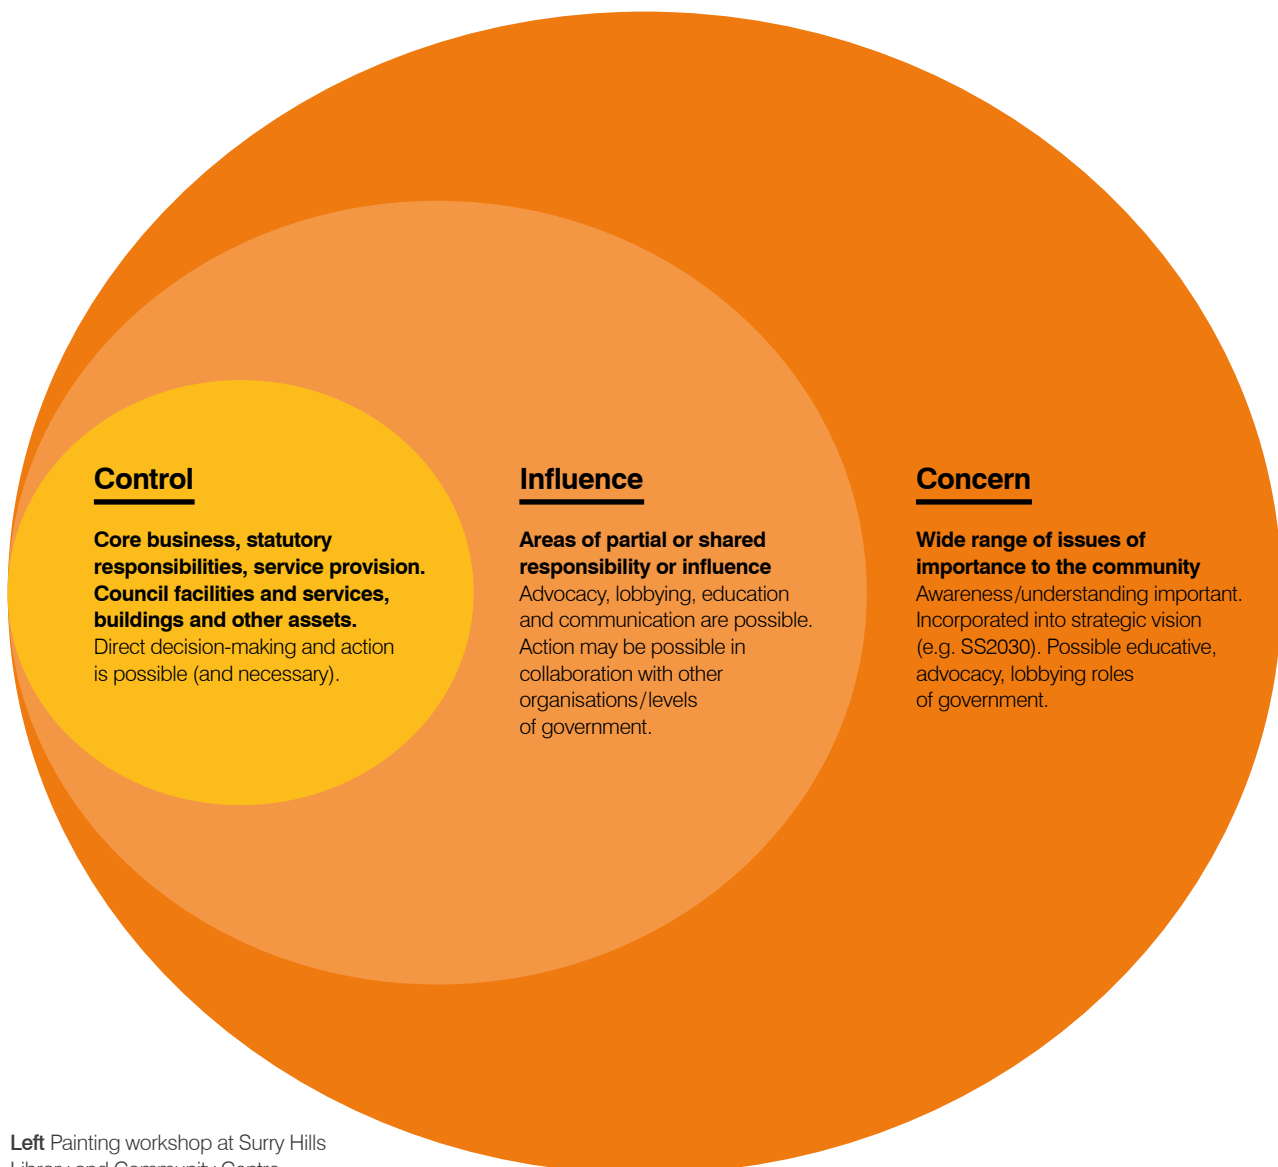 Control
Core business, statutory
responsibilities, service provision.
Council facilities and services,
buildings and other assets.
Direct decision-making and action
is possible (and necessary).
Influence
Areas of partial or shared
responsibility or influence
Advocacy, lobbying, education
and communication are possible.
Action may be possible in
collaboration with other
organisations/levels
of government.
Concern
Wide range of issues of
importance to the community
Awareness/understanding important.
Incorporated into strategic vision
(e.g. SS2030). Possible educative,
advocacy, lobbying roles
of government.
Left Painting workshop at Surry Hills
Library and Community Centre